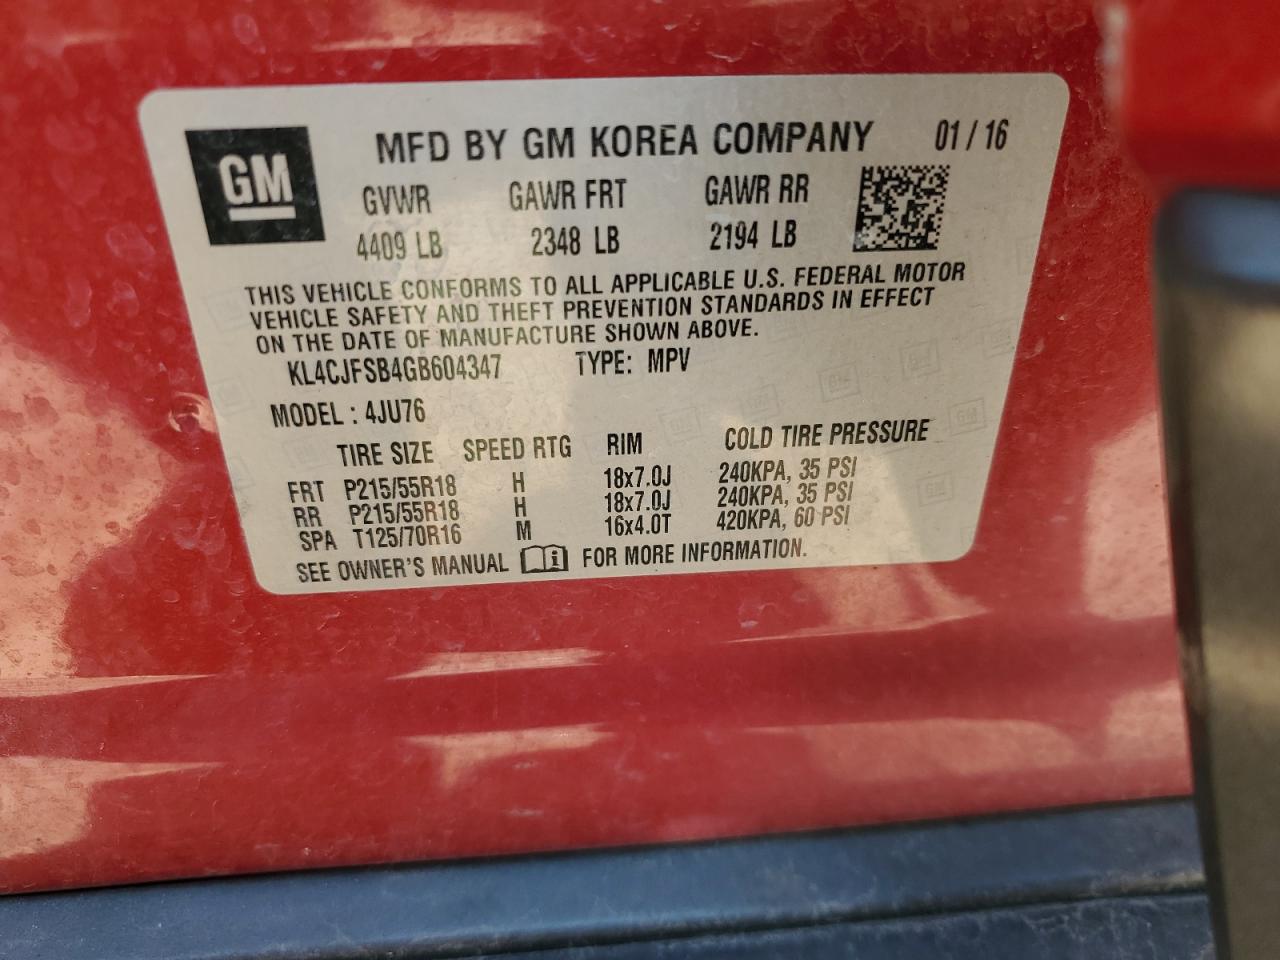 GM
MFD BY GM KOREA COMPANY 01 / 16
GVWR GAWR FRT GAWR RR
4409 LB 2348 LB 2194 LB
THIS VEHICLE CONFORMS TO ALL APPLICABLE U.S. FEDERAL MOTOR
VEHICLE SAFETY AND THEFT PREVENTION STANDARDS IN EFFECT
ON THE DATE OF MANUFACTURE SHOWN ABOVE.
KL4CJFSB4GB604347 TYPE: MPV
MODEL : 4JU76
TIRE SIZE SPEED RTG RIM COLD TIRE PRESSURE
FRT P215/55R18 H 18x7.0J 240KPA, 35 PSI
RR P215/55R18 H 18x7.0J 240KPA, 35 PSI
SPA T125/70R16 M 16x4.0T 420KPA, 60 PSI
SEE OWNER'S MANUAL i FOR MORE INFORMATION.